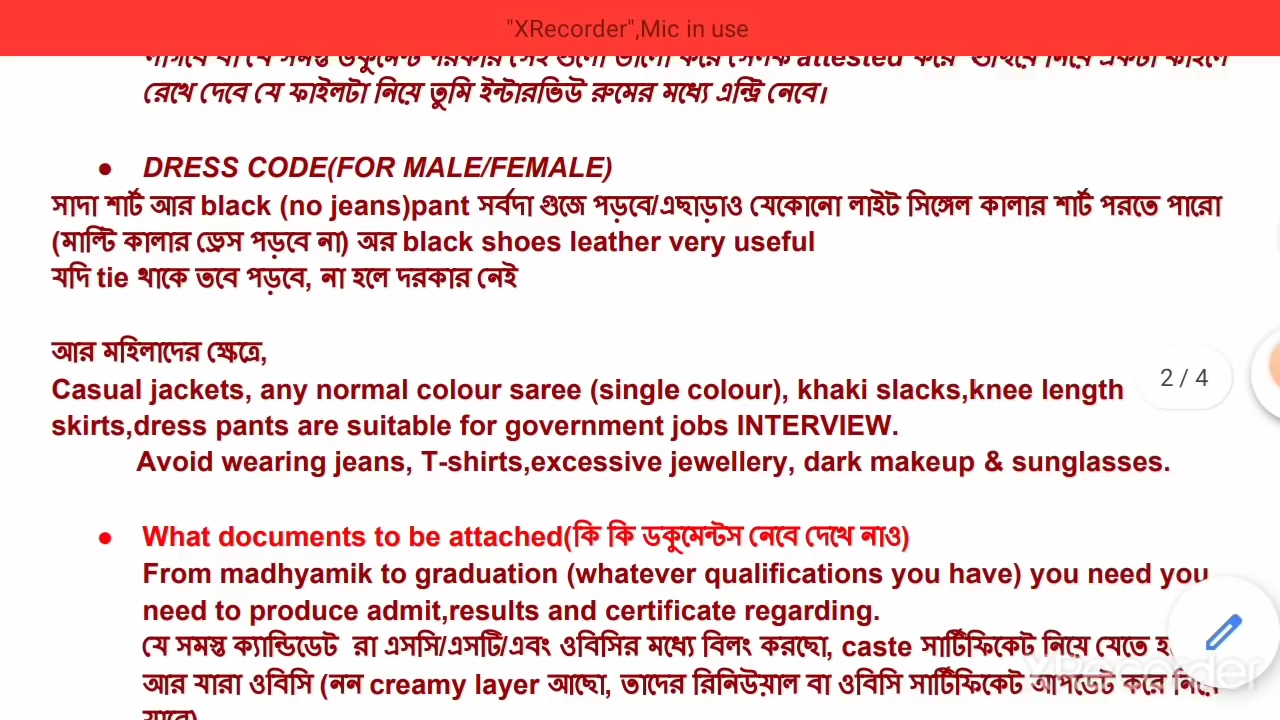 "XRecorder",Mic in use
রেখে দেবে যে ফাইলটা নিয়ে তুমি ইন্টারভিউ রুমের মধ্যে এন্ট্রি নেবে।
● DRESS CODE(FOR MALE/FEMALE)
সাদা শার্ট আর black (no jeans)pant সর্বদা গুজে পড়বে/এছাড়াও যেকোনো লাইট সিঙ্গেল কালার শার্ট পরতে পারো
(মাল্টি কালার ড্রেস পড়বে না) অর black shoes leather very useful
যদি tie থাকে তবে পড়বে, না হলে দরকার নেই
আর মহিলাদের ক্ষেত্রে,
Casual jackets, any normal colour saree (single colour), khaki slacks,knee length
2 / 4
skirts,dress pants are suitable for government jobs INTERVIEW.
Avoid wearing jeans, T-shirts,excessive jewellery, dark makeup & sunglasses.
● What documents to be attached(কি কি ডকুমেন্টস নেবে দেখে নাও)
From madhyamik to graduation (whatever qualifications you have) you need you
need to produce admit,results and certificate regarding.
যে সমস্ত ক্যান্ডিডেট রা এসসি/এসটি/এবং ওবিসির মধ্যে বিলং করছো, caste সার্টিফিকেট নিয়ে যেতে
আর যারা ওবিসি (নন creamy layer আছো, তাদের রিনিউয়াল বা ওবিসি সার্টিফিকেট আপডেট করে নিয়ে
XRecorder